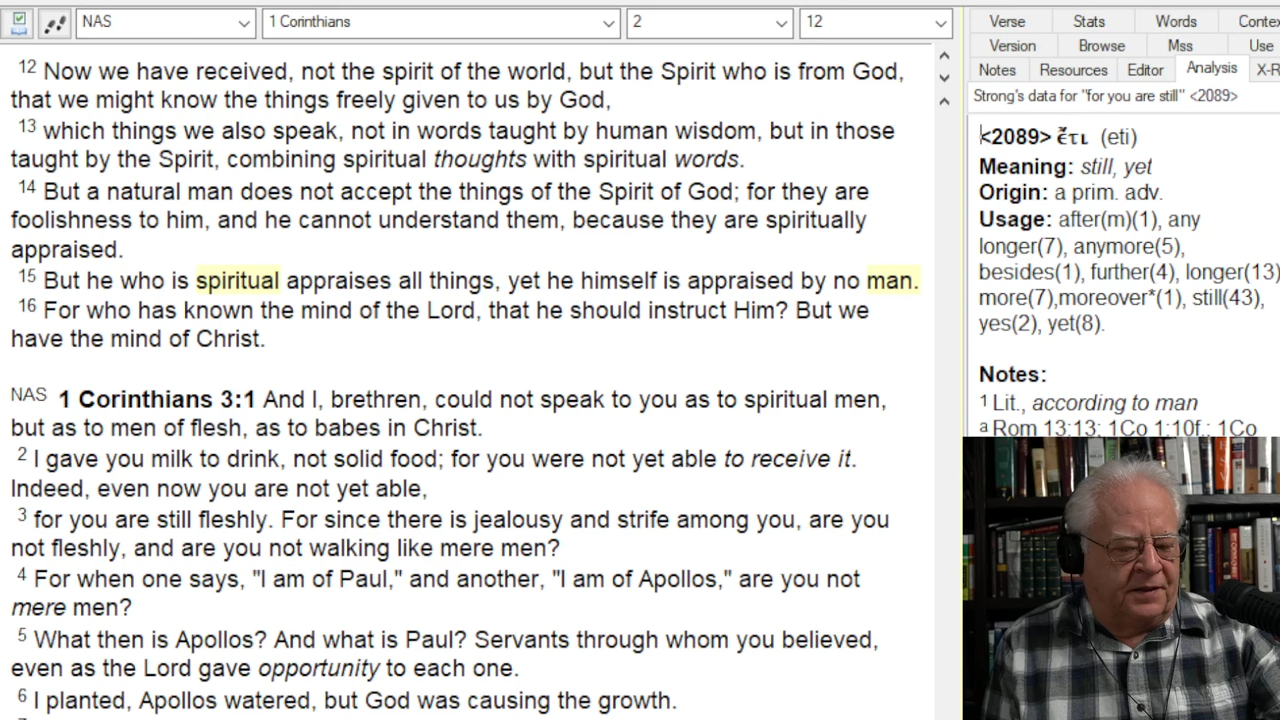 NAS 1 Corinthians 2 12
12 Now we have received, not the spirit of the world, but the Spirit who is from God,
that we might know the things freely given to us by God,
13 which things we also speak, not in words taught by human wisdom, but in those
taught by the Spirit, combining spiritual thoughts with spiritual words.
14 But a natural man does not accept the things of the Spirit of God; for they are
foolishness to him, and he cannot understand them, because they are spiritually
appraised.
15 But he who is spiritual appraises all things, yet he himself is appraised by no man.
16 For who has known the mind of the Lord, that he should instruct Him? But we
have the mind of Christ.
NAS 1 Corinthians 3:1 And I, brethren, could not speak to you as to spiritual men,
but as to men of flesh, as to babes in Christ.
2 I gave you milk to drink, not solid food; for you were not yet able to receive it.
Indeed, even now you are not yet able,
3 for you are still fleshly. For since there is jealousy and strife among you, are you
not fleshly, and are you not walking like mere men?
4 For when one says, "I am of Paul," and another, "I am of Apollos," are you not
mere men?
5 What then is Apollos? And what is Paul? Servants through whom you believed,
even as the Lord gave opportunity to each one.
6 I planted, Apollos watered, but God was causing the growth.
Verse Stats Words Contex
Version Browse Mss Use
Notes Resources Editor Analysis X-R
Strong's data for "for you are still" <2089>
<2089> ἔτι (eti)
Meaning: still, yet
Origin: a prim. adv.
Usage: after(m)(1), any
longer(7), anymore(5),
besides(1), further(4), longer(13)
more(7),moreover*(1), still(43),
yes(2), yet(8).
Notes:
1 Lit., according to man
a Rom 13:13; 1Co 1:10f.; 1Co